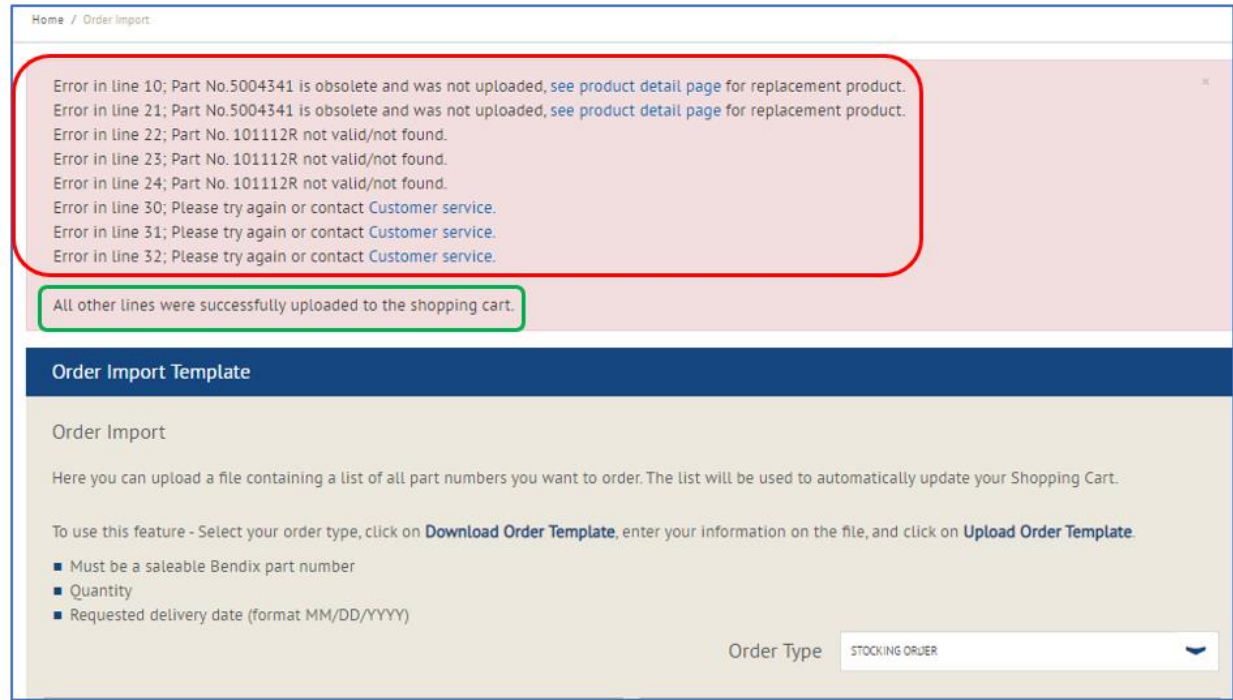 Home / Order Import
Error in line 10; Part No.5004341 is obsolete and was not uploaded, see product detail page for replacement product.
Error in line 21; Part No.5004341 is obsolete and was not uploaded, see product detail page for replacement product.
Error in line 22; Part No. 101112R not valid/not found.
Error in line 23; Part No. 101112R not valid/not found.
Error in line 24; Part No. 101112R not valid/not found.
Error in line 30; Please try again or contact Customer service.
Error in line 31; Please try again or contact Customer service.
Error in line 32; Please try again or contact Customer service.
All other lines were successfully uploaded to the shopping cart.
Order Import Template
Order Import
Here you can upload a file containing a list of all part numbers you want to order. The list will be used to automatically update your Shopping Cart.
To use this feature - Select your order type, click on Download Order Template, enter your information on the file, and click on Upload Order Template.
■ Must be a saleable Bendix part number
■ Quantity
■ Requested delivery date (format MM/DD/YYYY)
Order Type STOCKING ORDER